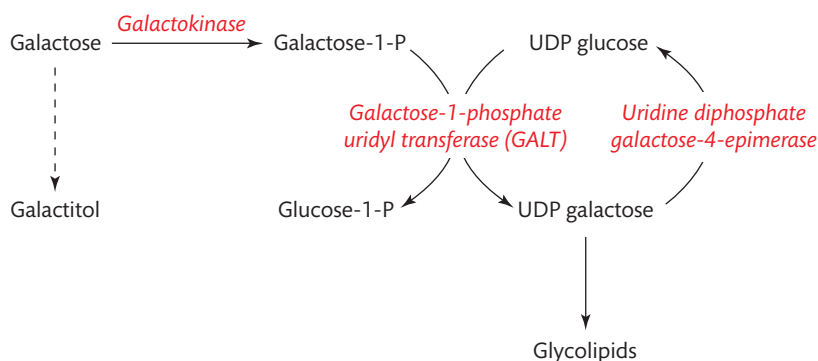 Galactokinase
Galactose
Galactose-1-P
UDP glucose
Galactose-1-phosphate
uridyl transferase (GALT)
Uridine diphosphate
galactose-4-epimerase
Galactitol
Glucose-1-P
UDP galactose
Glycolipids